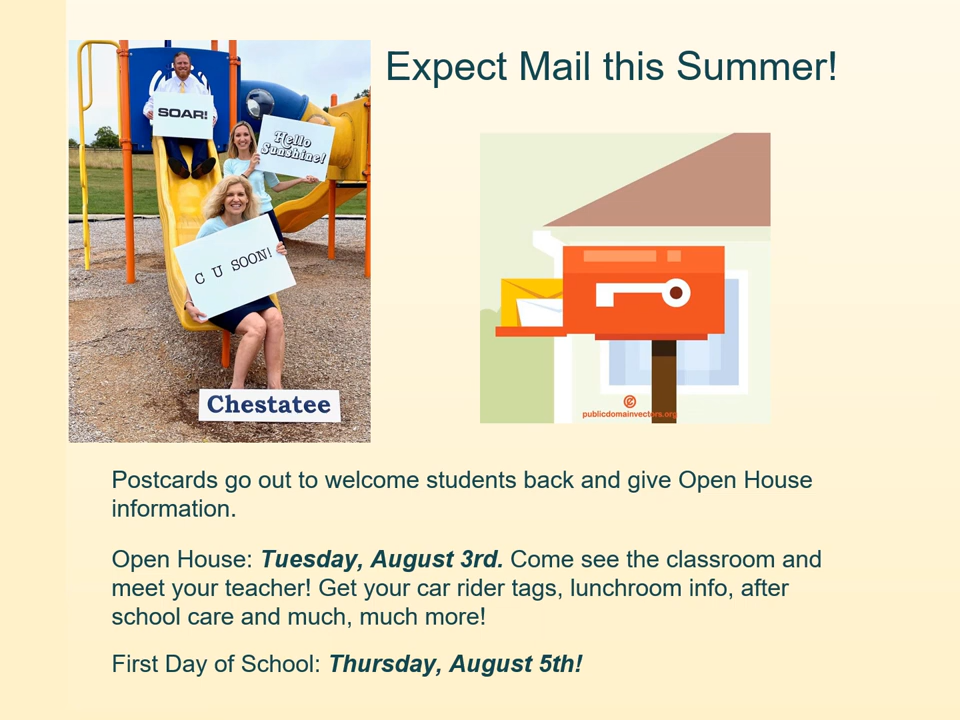 Expect Mail this Summer!
SOAR!
Hello
Sunshine!
C U SOON!
Chestatee
publicdomainvectors.org
Postcards go out to welcome students back and give Open House
information.
Open House: Tuesday, August 3rd. Come see the classroom and
meet your teacher! Get your car rider tags, lunchroom info, after
school care and much, much more!
First Day of School: Thursday, August 5th!